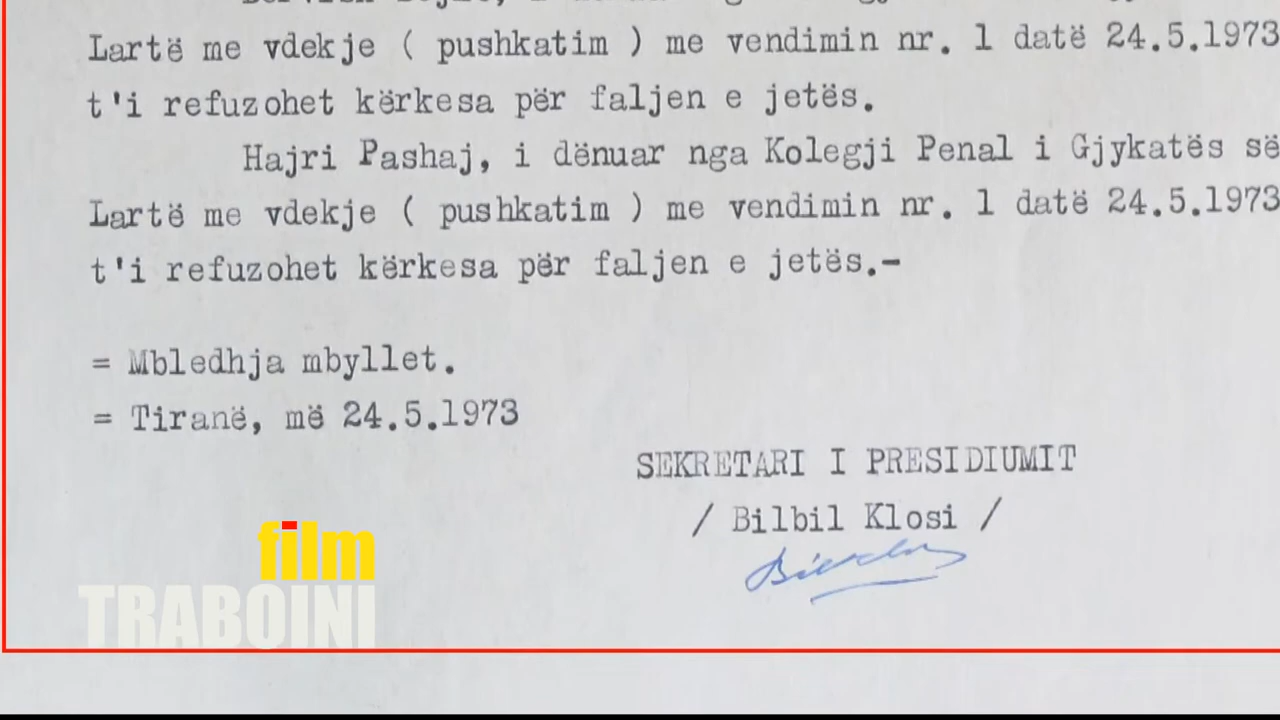 Lartë me vdekje ( pushkatim ) me vendimin nr. 1 datë 24.5.1973
t'i refuzohet kërkesa për faljen e jetës.
Hajri Pashaj, i dënuar nga Kolegji Penal i Gjykatës së
Lartë me vdekje ( pushkatim ) me vendimin nr. 1 datë 24.5.1973
t'i refuzohet kërkesa për faljen e jetës.-
= Mbledhja mbyllet.
= Tiranë, më 24.5.1973
SEKRETARI I PRESIDIUMIT
/ Bilbil Klosi /
film
TRABOINI